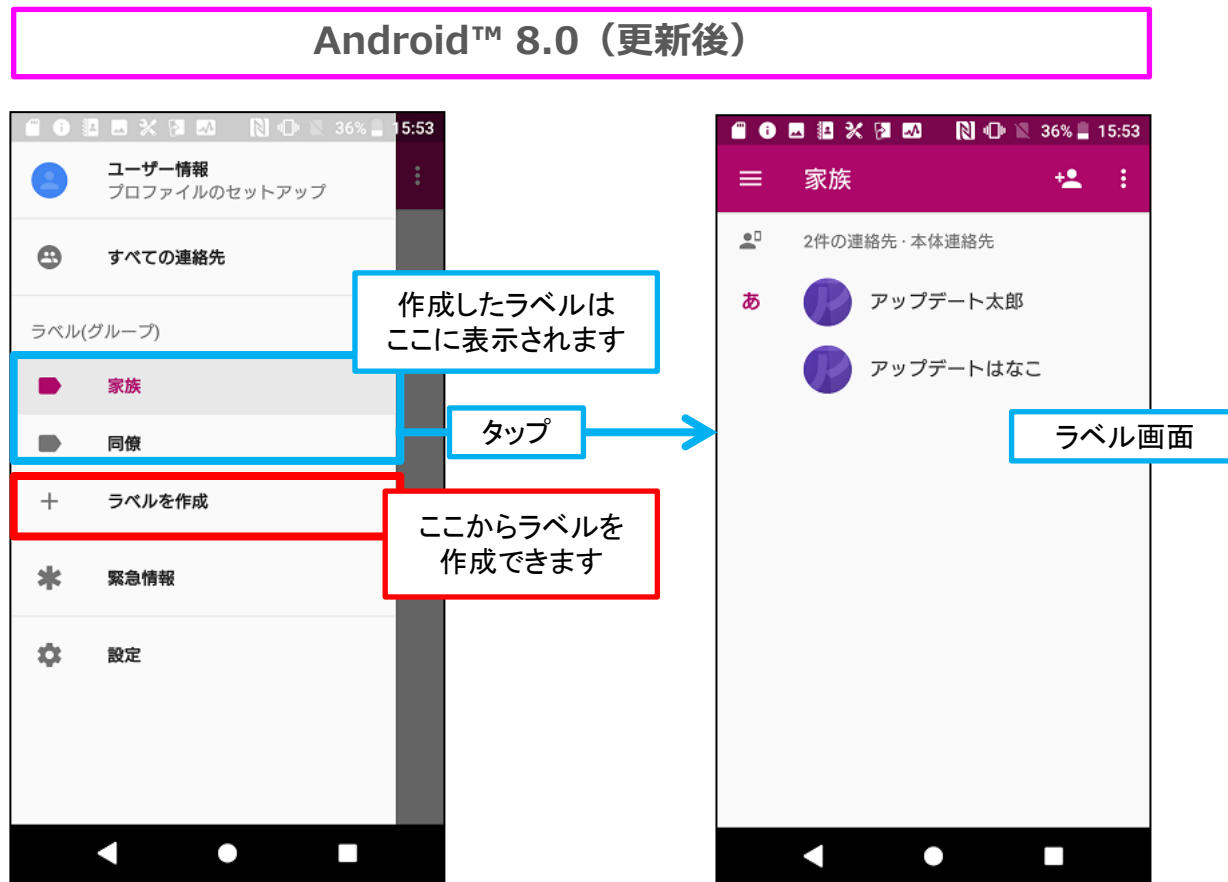 Android™ 8.0（更新後）
36% 15:53
ユーザー情報
プロファイルのセットアップ
すべての連絡先
ラベル(グループ)
家族
同僚
ラベルを作成
緊急情報
設定
作成したラベルは
ここに表示されます
タップ
ここからラベルを
作成できます
36% 15:53
家族
2件の連絡先・本体連絡先
あ
アップデート太郎
アップデートはなこ
ラベル画面